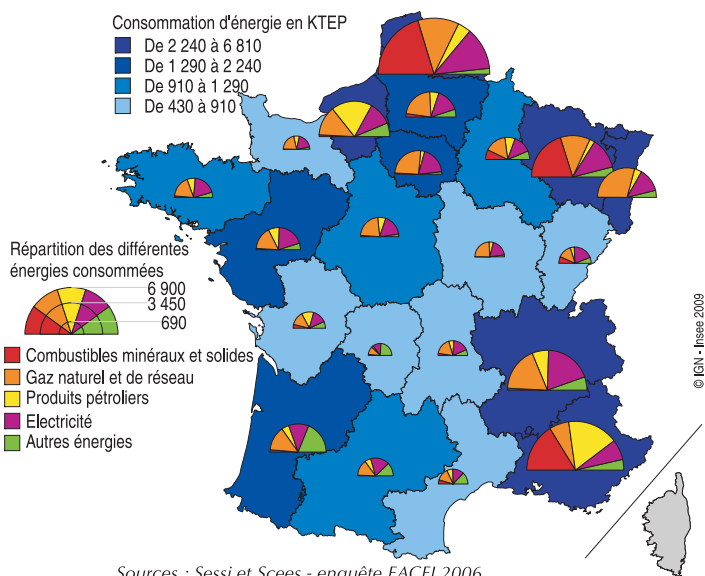 Consommation d'énergie en KTEP
De 2 240 à 6 810
De 1 290 à 2 240
De 910 à 1 290
De 430 à 910
Répartition des différentes
énergies consommées
6 900
3 450
690
Combustibles minéraux et solides
Gaz naturel et de réseau
Produits pétroliers
Electricité
Autres énergies
© IGN - Insee 2009
Sources : Sessi et Scees - enquête EACEI 2006